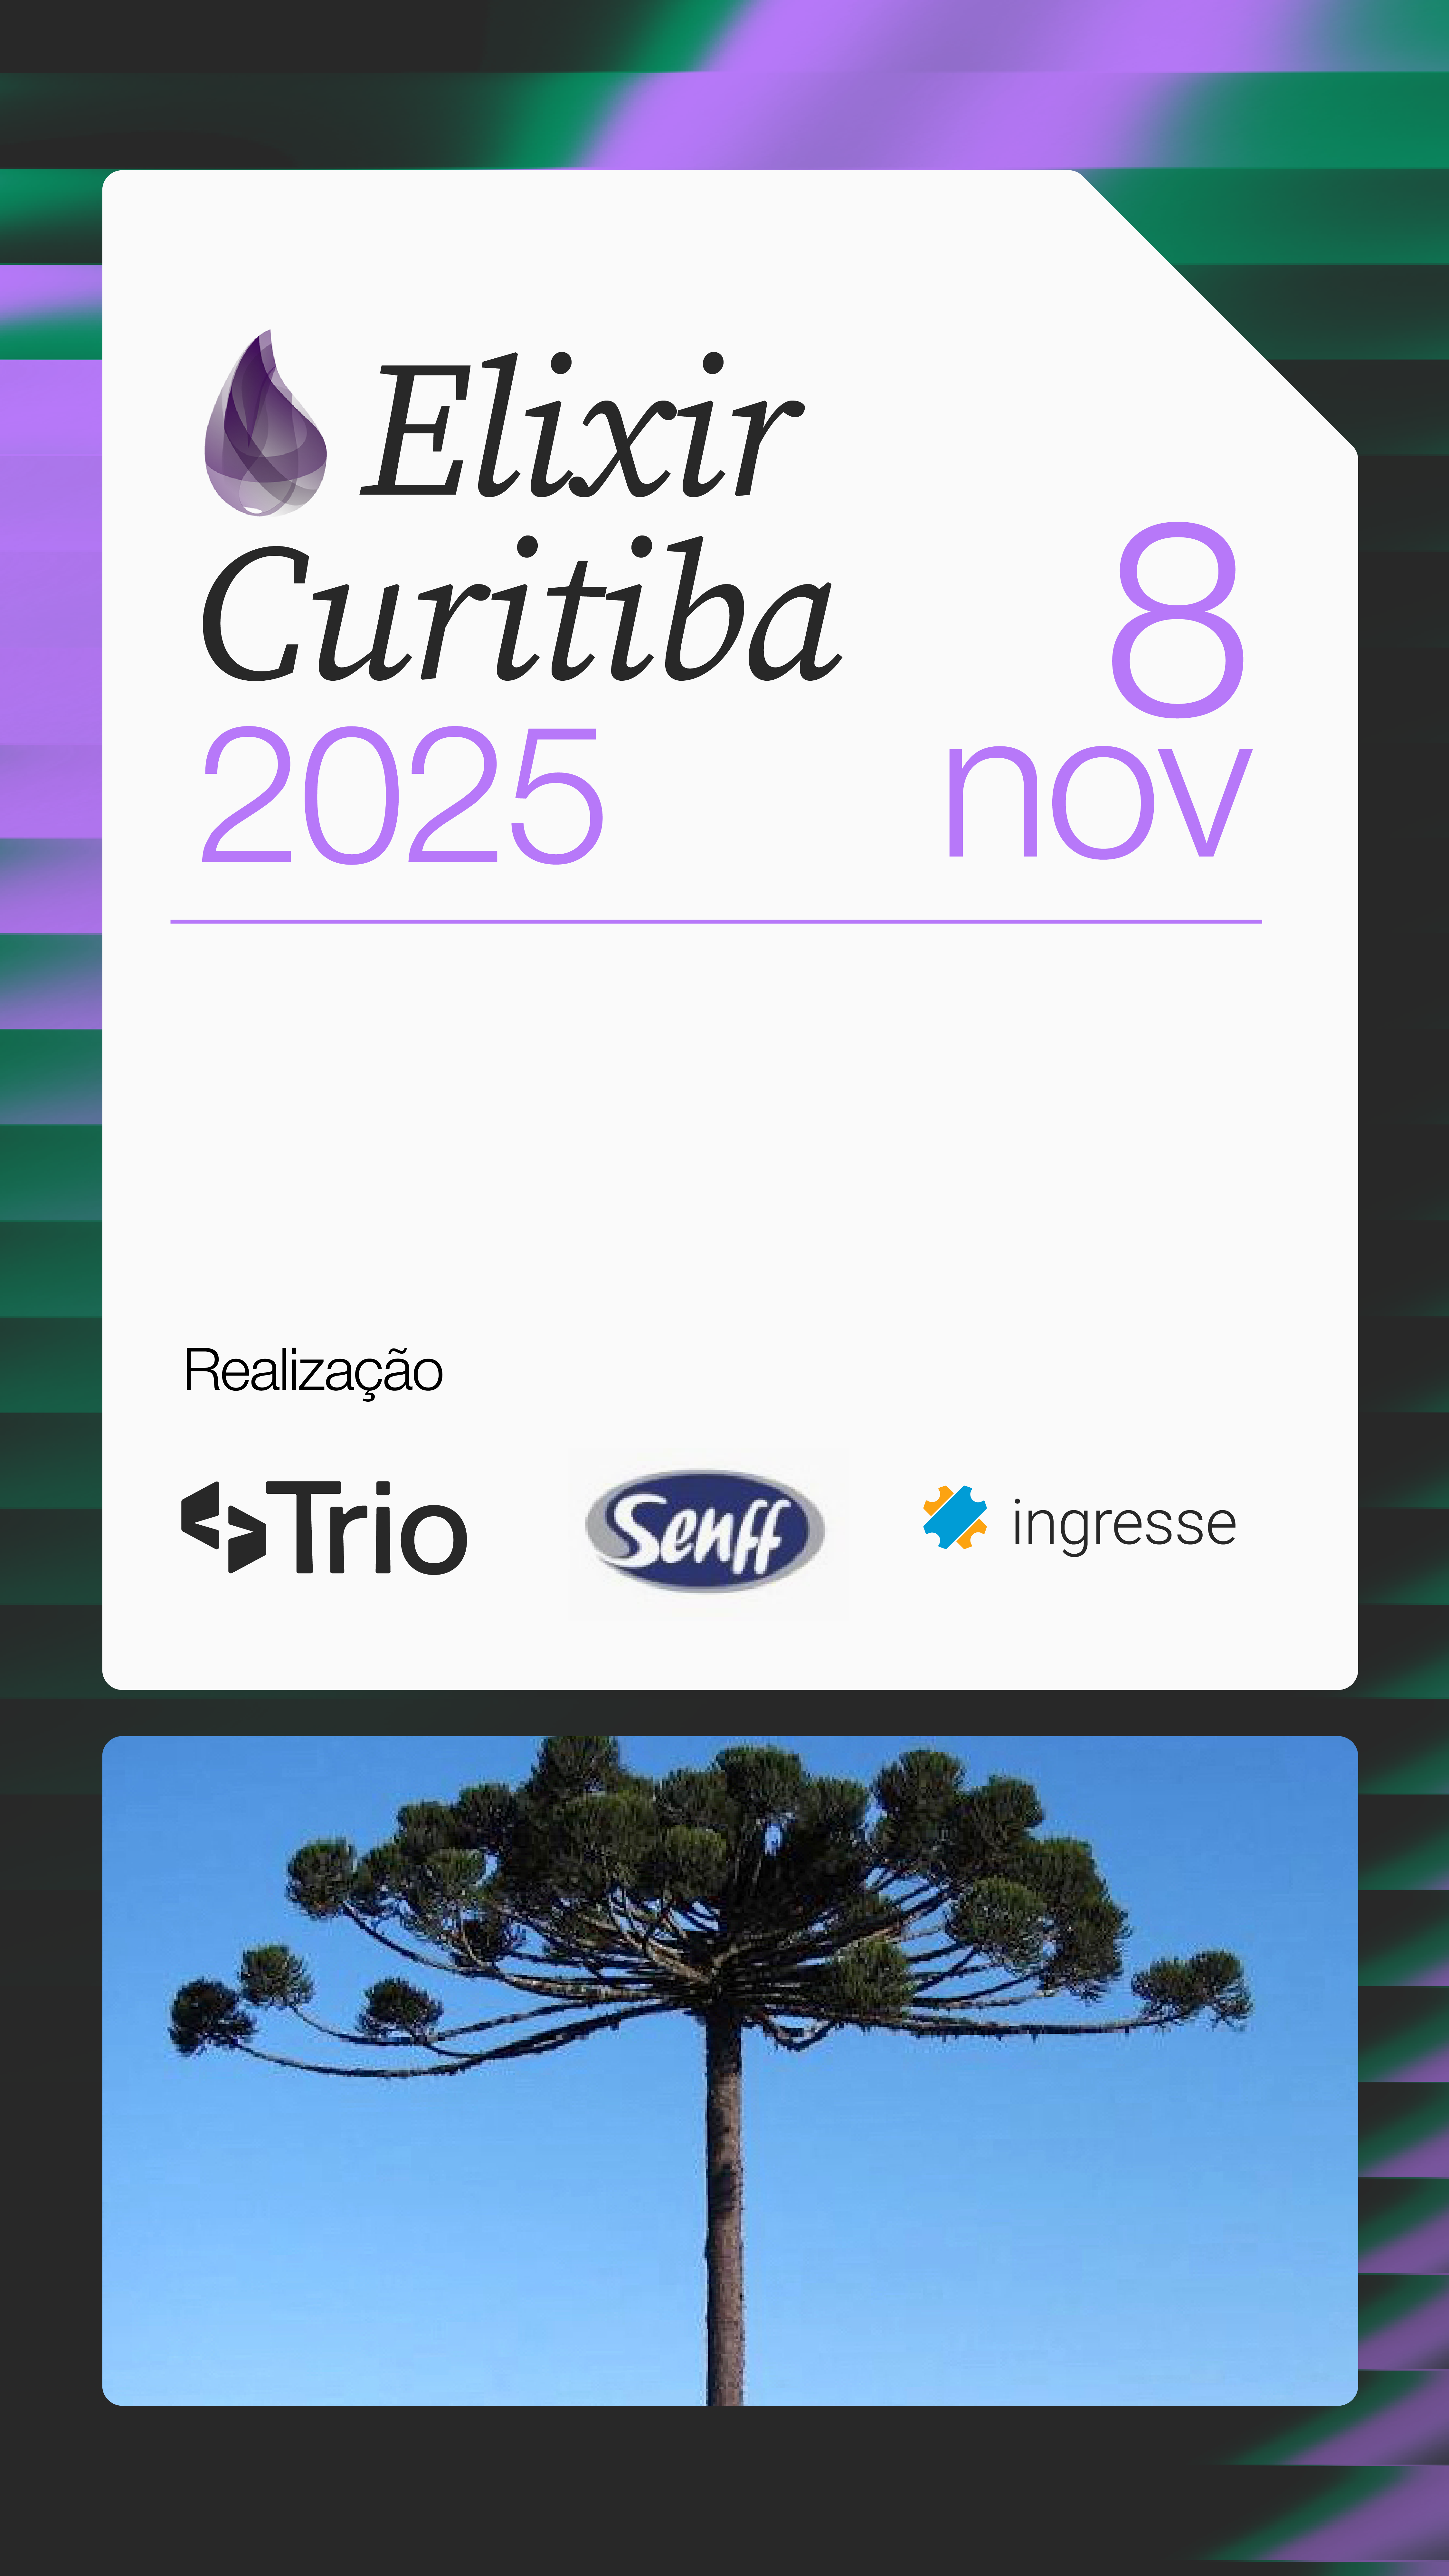 Elixir
Curitiba
2025
8
nov
Realização
Trio
Senff
ingresse